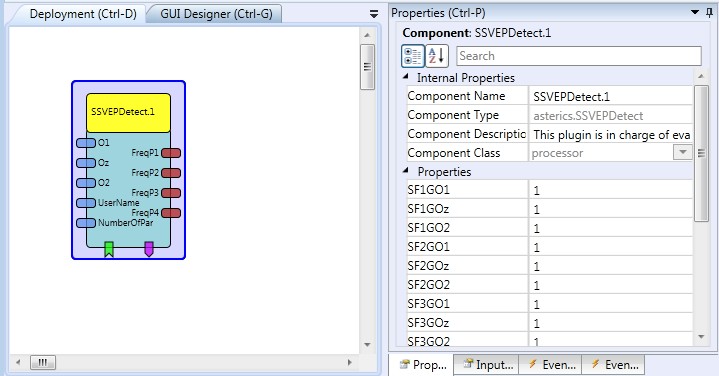 Deployment (Ctrl-D)
GUI Designer (Ctrl-G)
SSVEPDetect.1
O1
Oz
O2
UserName
NumberOfPar
FreqP1
FreqP2
FreqP3
FreqP4
Properties (Ctrl-P)
Component: SSVEPDetect.1
A
Z
Search
Internal Properties
Component Name SSVEPDetect.1
Component Type asterics.SSVEPDetect
Component Descriptio This plugin is in charge of eva
Component Class processor
Properties
SF1GO1 1
SF1GOz 1
SF1GO2 1
SF2GO1 1
SF2GOz 1
SF2GO2 1
SF3GO1 1
SF3GOz 1
SF3GO2 1
Prop... Input... Even... Even...